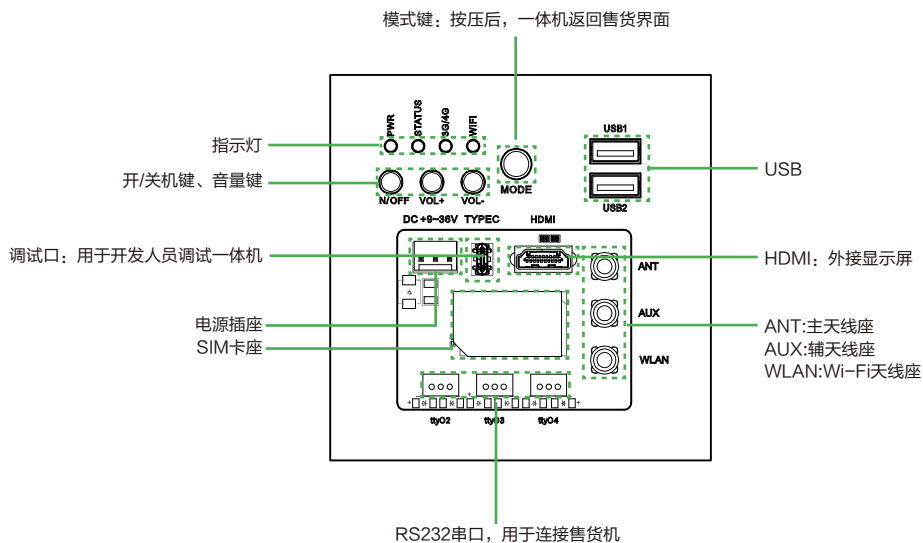 模式键：按压后，一体机返回售货界面
PWR
STATUS
3G/4G
WIFI
USB1
指示灯
USB
开/关机键、音量键
MODE
N/OFF VOL+ VOL-
USB2
DC +9~36V TYPEC HDMI
调试口：用于开发人员调试一体机
ANT
HDMI：外接显示屏
电源插座
AUX
SIM卡座
ANT:主天线座
AUX:辅天线座
WLAN
WLAN:Wi-Fi天线座
ttyO2 ttyO3 ttyO4
RS232串口，用于连接售货机